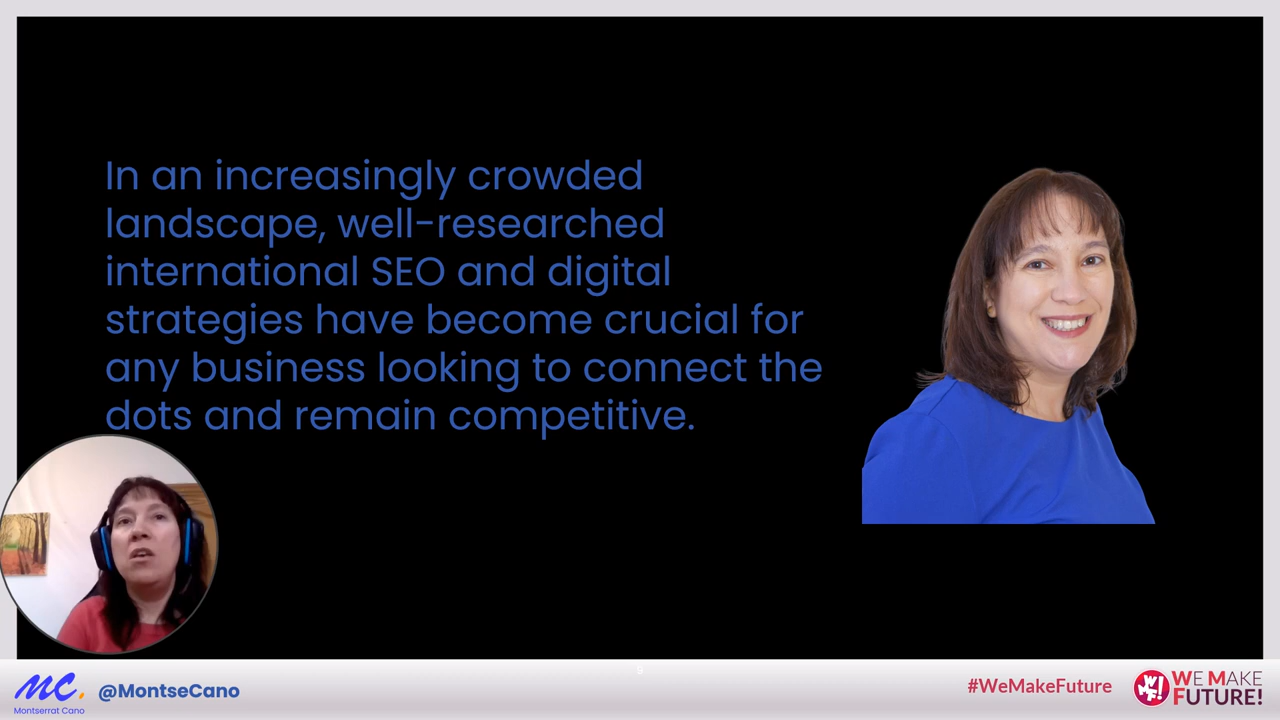 In an increasingly crowded
landscape, well-researched
international SEO and digital
strategies have become crucial for
any business looking to connect the
dots and remain competitive.
MC.
Montserrat Cano
@MontseCano
#WeMakeFuture
WE MAKE
FUTURE!